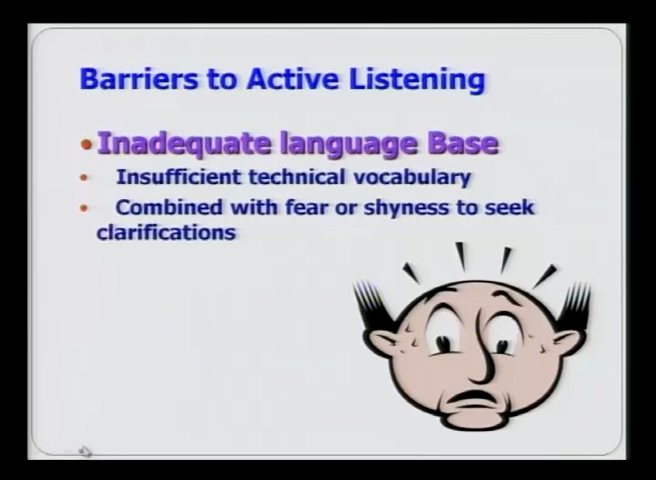 Barriers to Active Listening
•Inadequate language Base
• Insufficient technical vocabulary
• Combined with fear or shyness to seek
clarifications